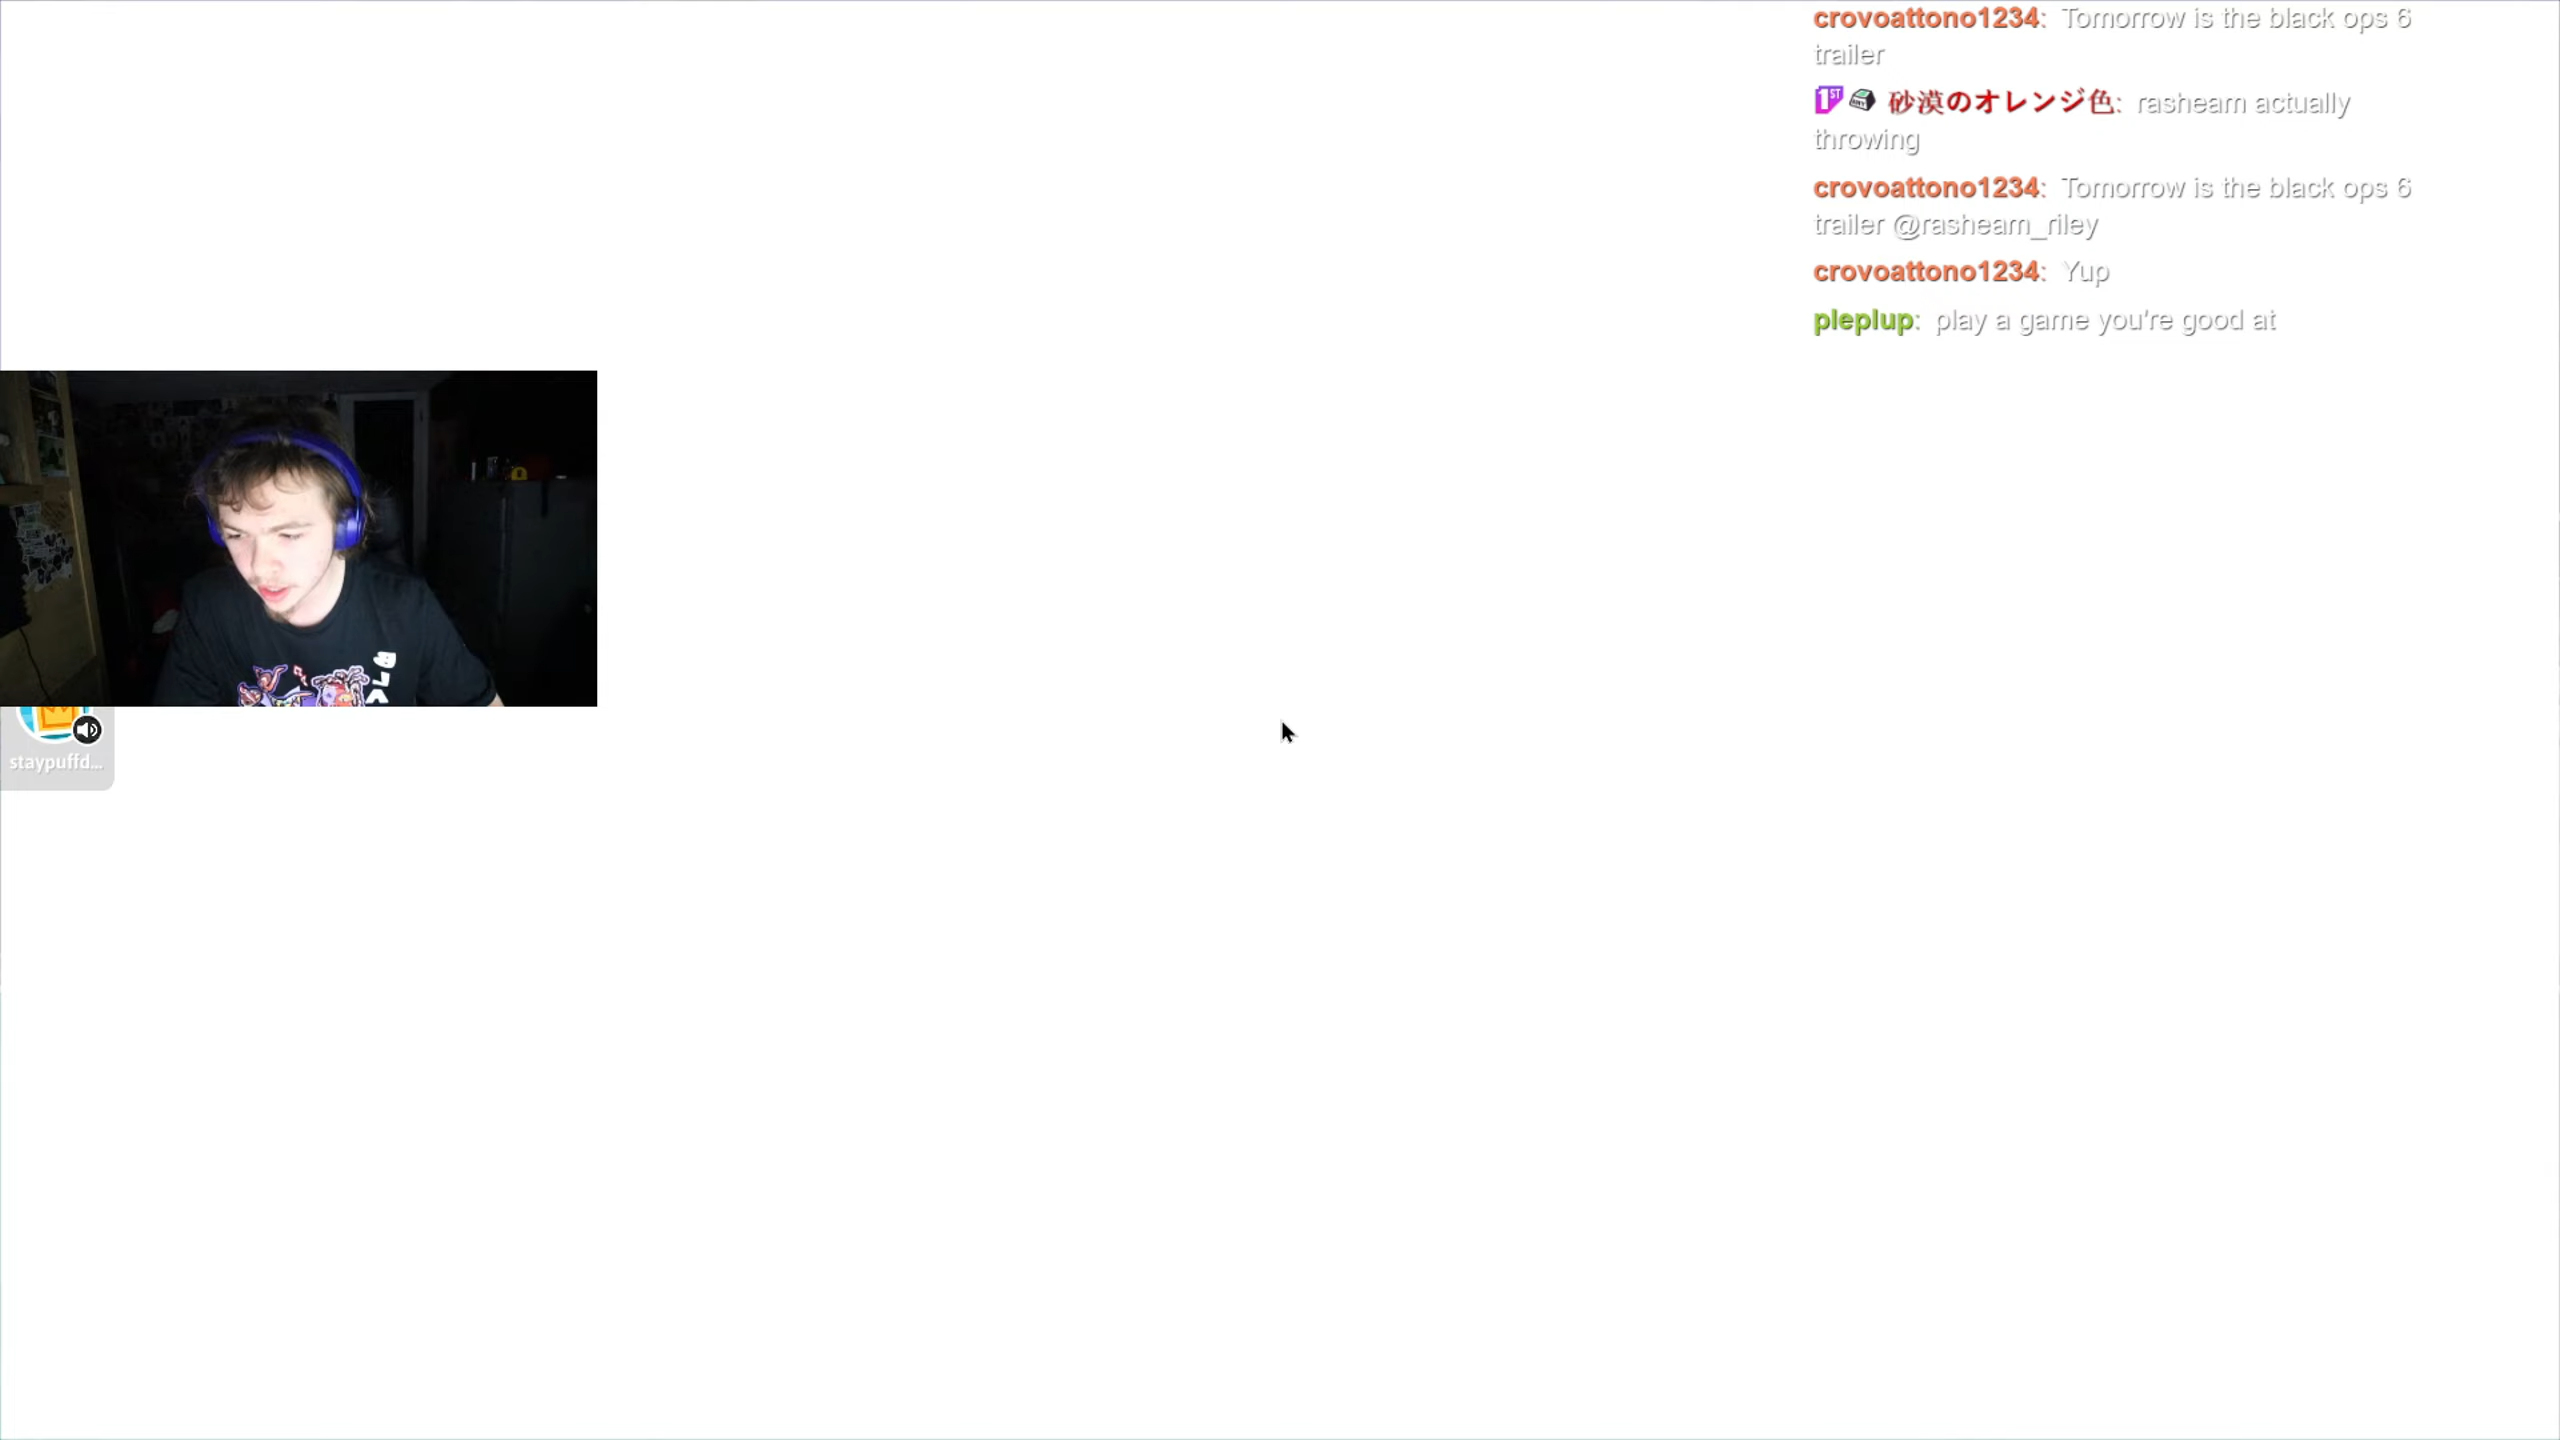 crovoattono1234: Tomorrow is the black ops 6
trailer
1ST 砂漠のオレンジ色: rasheam actually
throwing
crovoattono1234: Tomorrow is the black ops 6
trailer @rasheam_riley
crovoattono1234: Yup
pleplup: play a game you're good at
staypuffd...